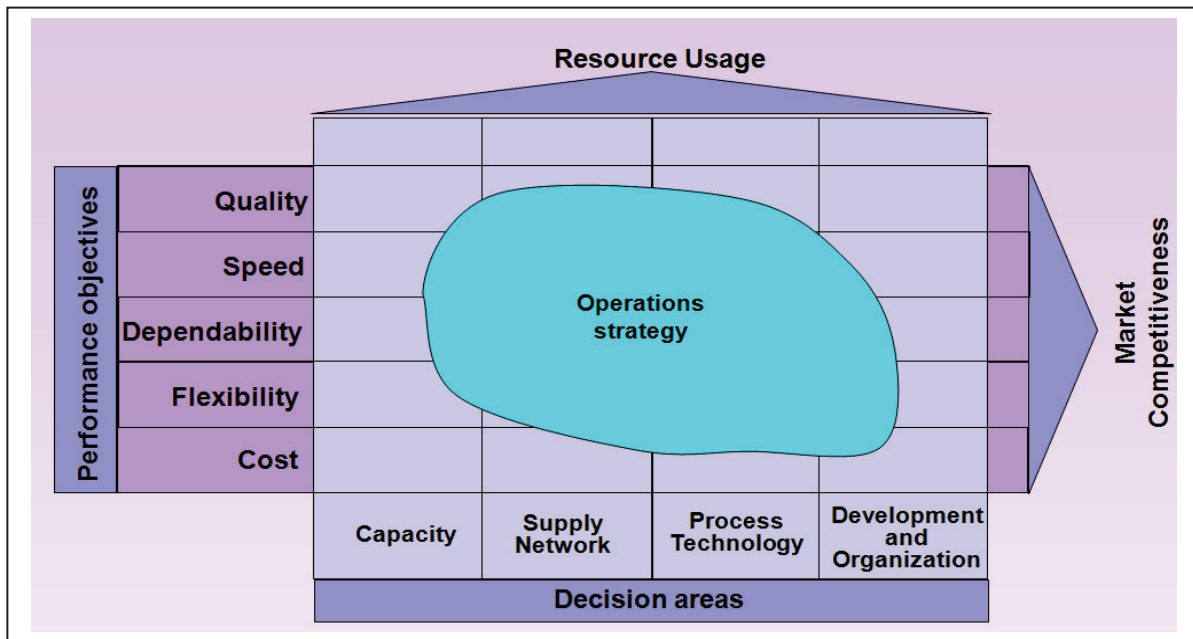 Resource Usage
Performance objectives
Quality
Speed
Dependability
Flexibility
Cost
Operations
strategy
Market
Competitiveness
Capacity
Supply
Network
Process
Technology
Development
and
Organization
Decision areas